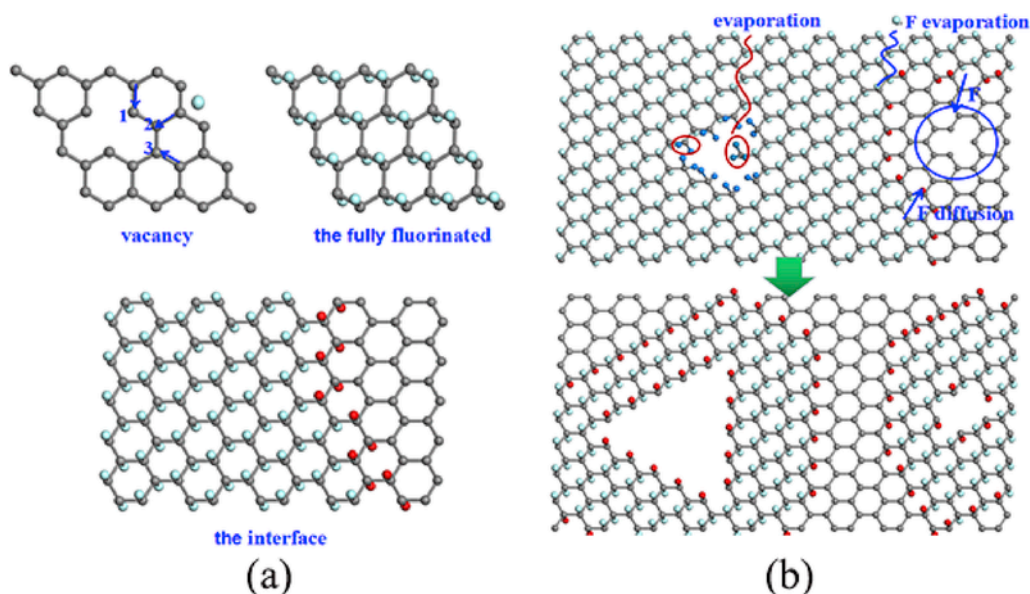 1
2
3
vacancy
the fully fluorinated
the interface
(a)
evaporation
F evaporation
F
F diffusion
(b)